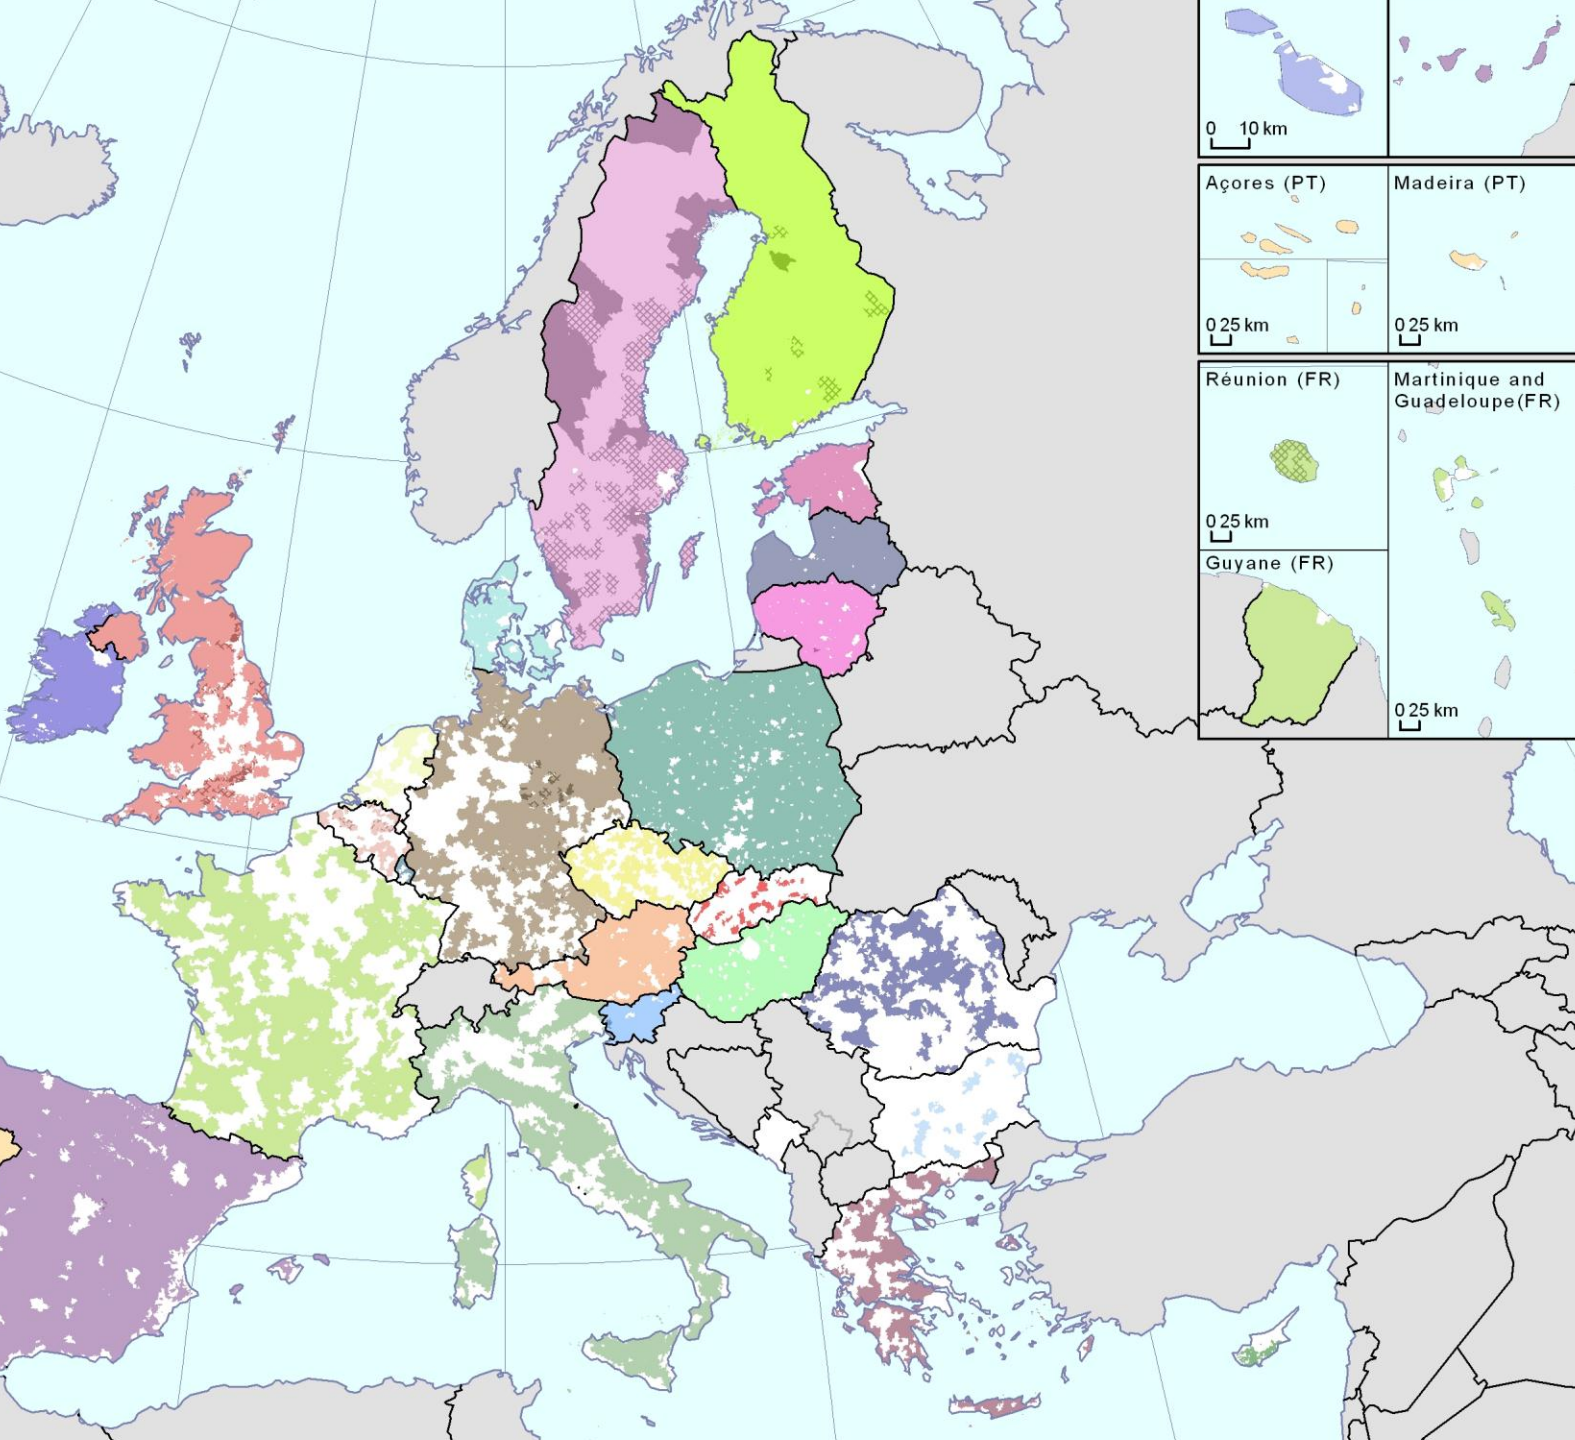 0 10 km
Açores (PT)
Madeira (PT)
0 25 km
0 25 km
Réunion (FR)
Martinique and
Guadeloupe(FR)
0 25 km
Guyane (FR)
0 25 km